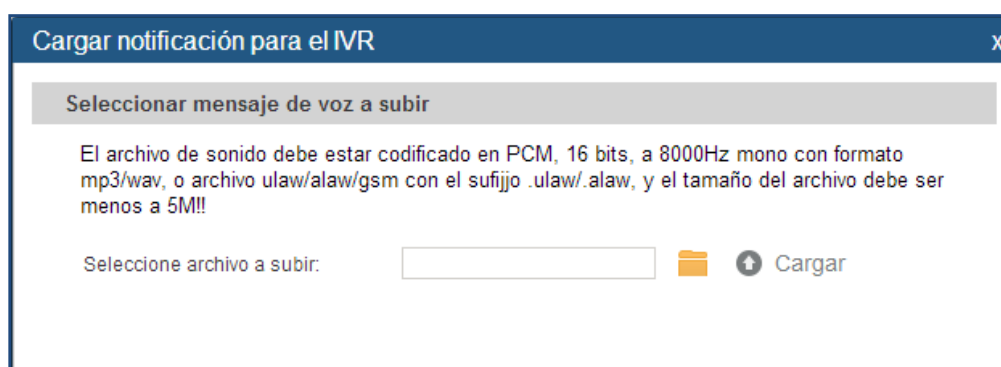 Cargar notificación para el IVR x
Seleccionar mensaje de voz a subir
El archivo de sonido debe estar codificado en PCM, 16 bits, a 8000Hz mono con formato
mp3/wav, o archivo ulaw/alaw/gsm con el sufijjo .ulaw/.alaw, y el tamaño del archivo debe ser
menos a 5M!!
Seleccione archivo a subir: Cargar